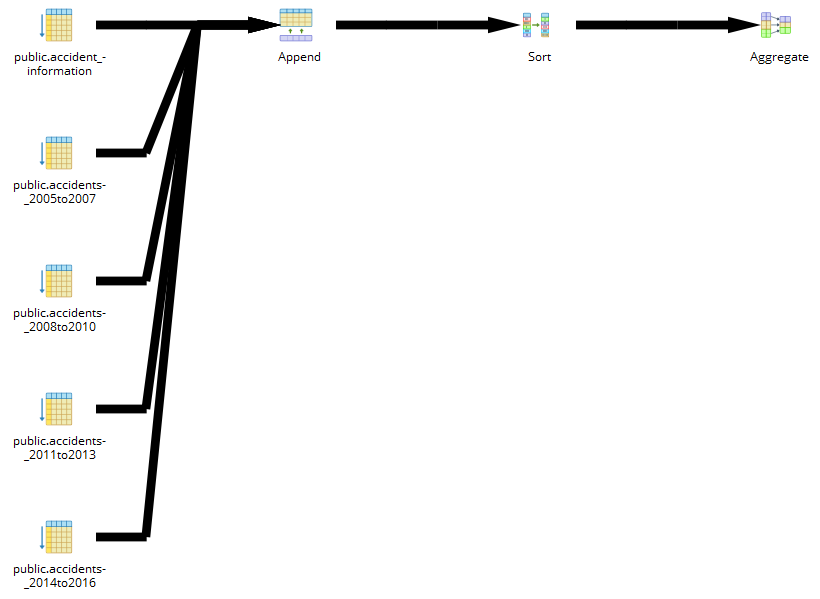 public.accident_-
information
Append
Sort
Aggregate
public.accidents-
_2005to2007
public.accidents-
_2008to2010
public.accidents-
_2011to2013
public.accidents-
_2014to2016